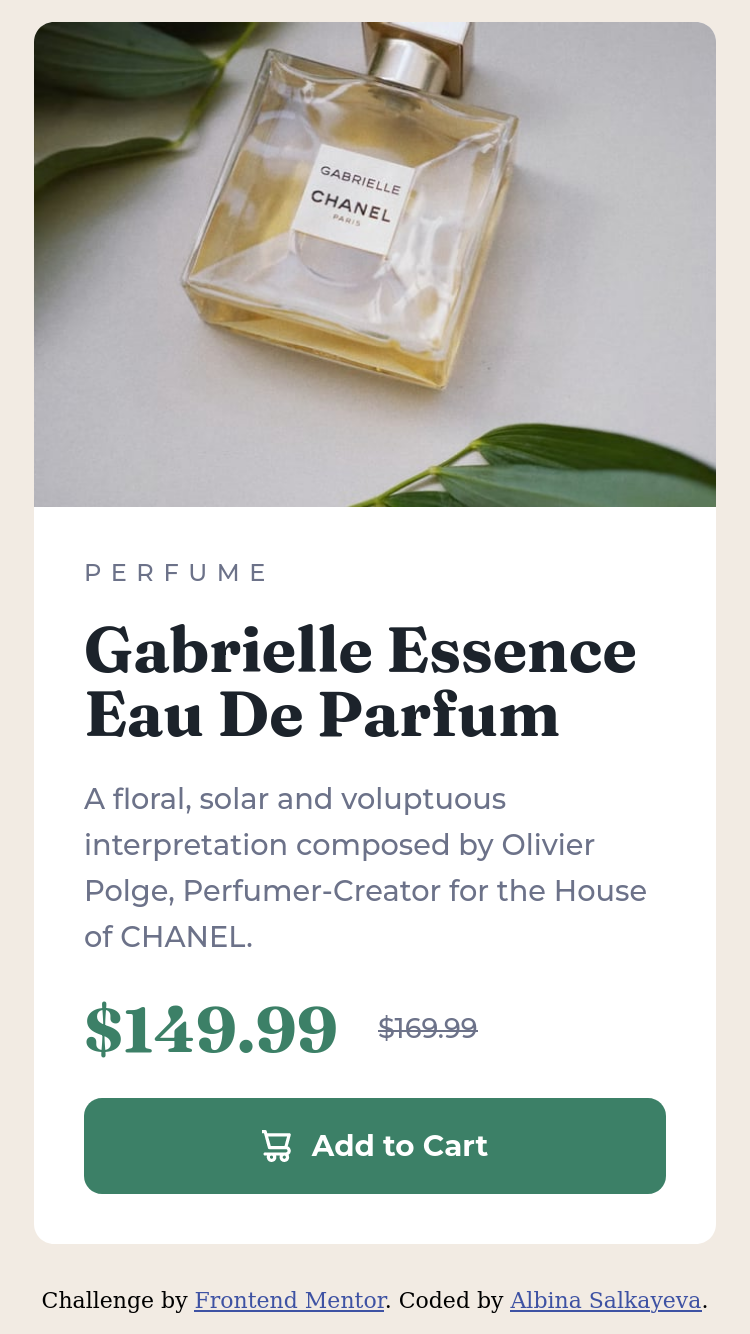 GABRIELLE
CHANEL
PARIS
PERFUME
Gabrielle Essence
Eau De Parfum
A floral, solar and voluptuous
interpretation composed by Olivier
Polge, Perfumer-Creator for the House
of CHANEL.
$149.99 $169.99
Add to Cart
Challenge by Frontend Mentor. Coded by Albina Salkayeva.